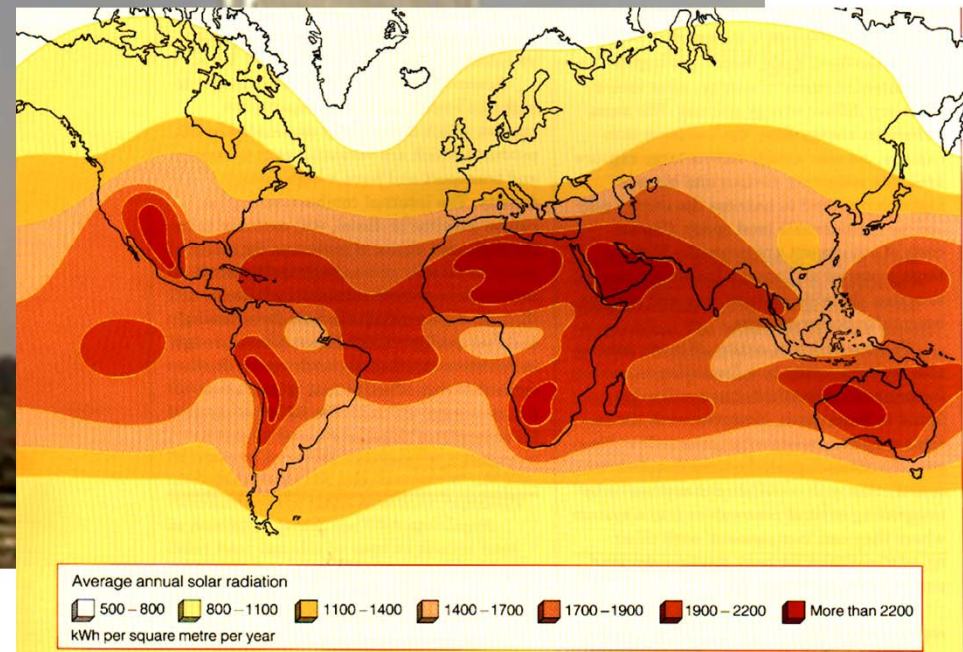 Average annual solar radiation
500 – 800 800 – 1100 1100 – 1400 1400 – 1700 1700 – 1900 1900 – 2200 More than 2200
kWh per square metre per year